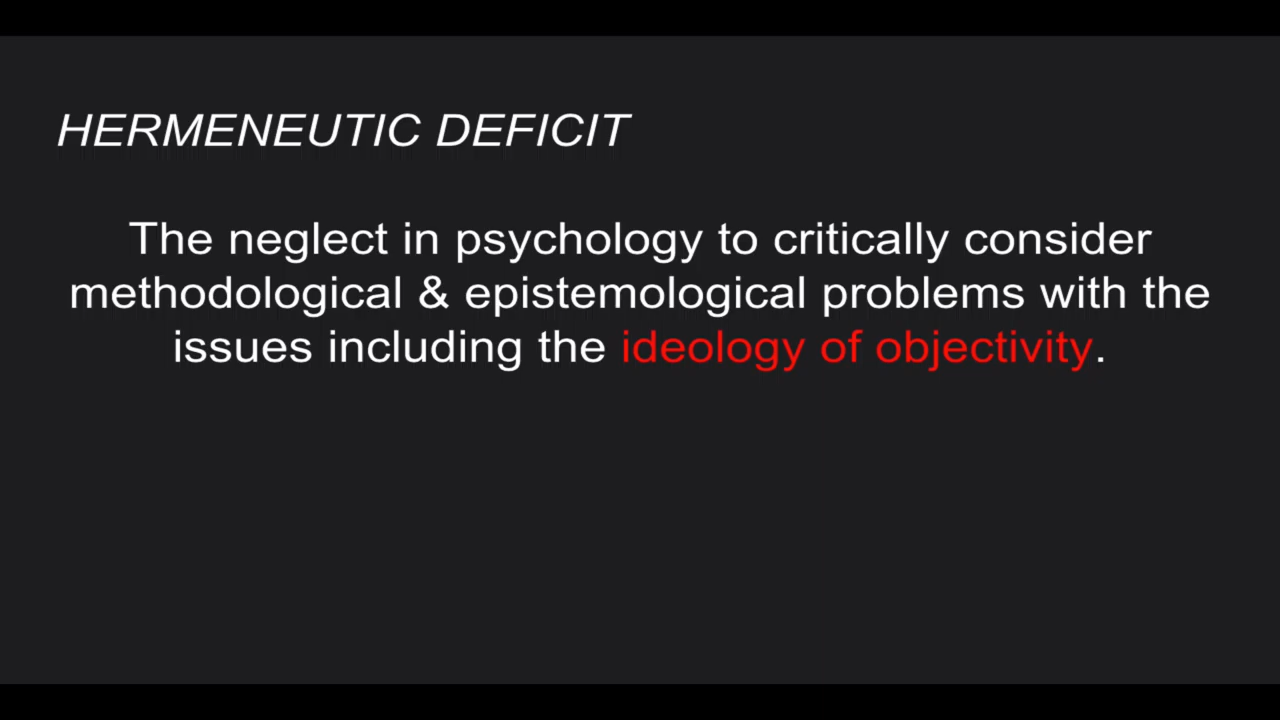 HERMENEUTIC DEFICIT
The neglect in psychology to critically consider
methodological & epistemological problems with the
issues including the ideology of objectivity.